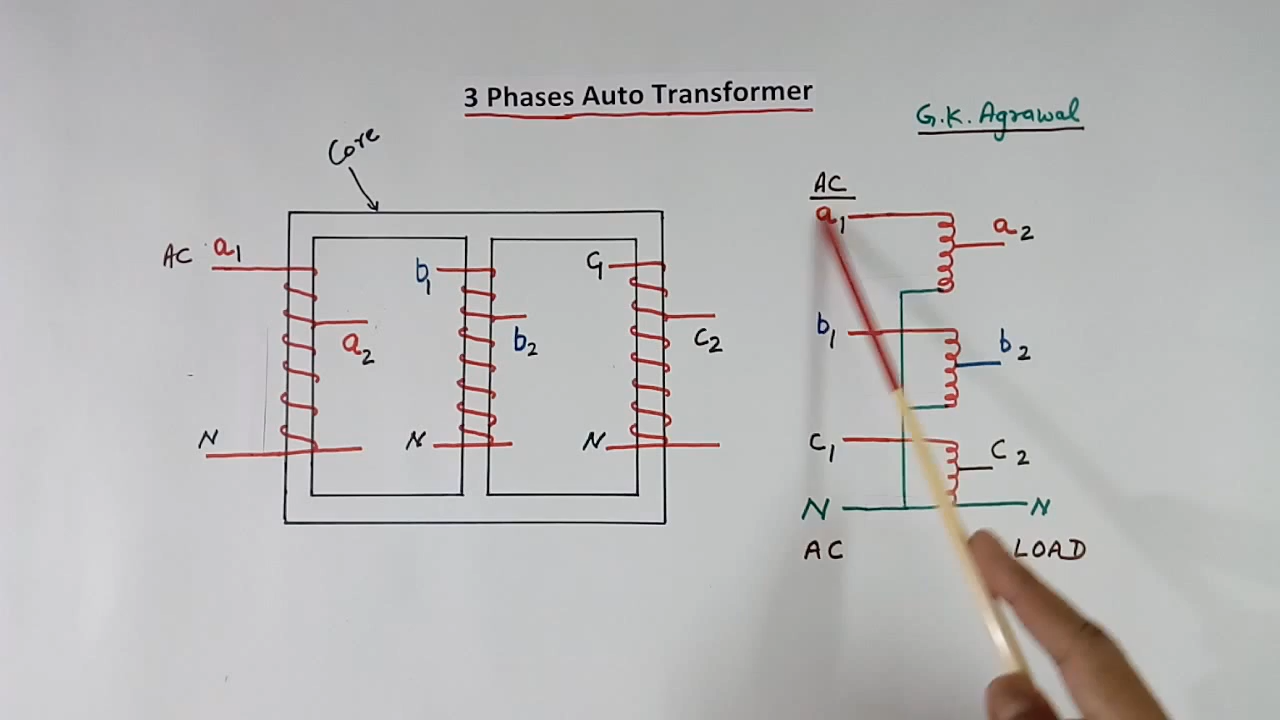 3 Phases Auto Transformer
G.K. Agrawal
Core
AC a1
b1
C1
a2
b2
C2
N
N
N
AC
a1
a2
b1
b2
C1
C2
N
N
AC
LOAD